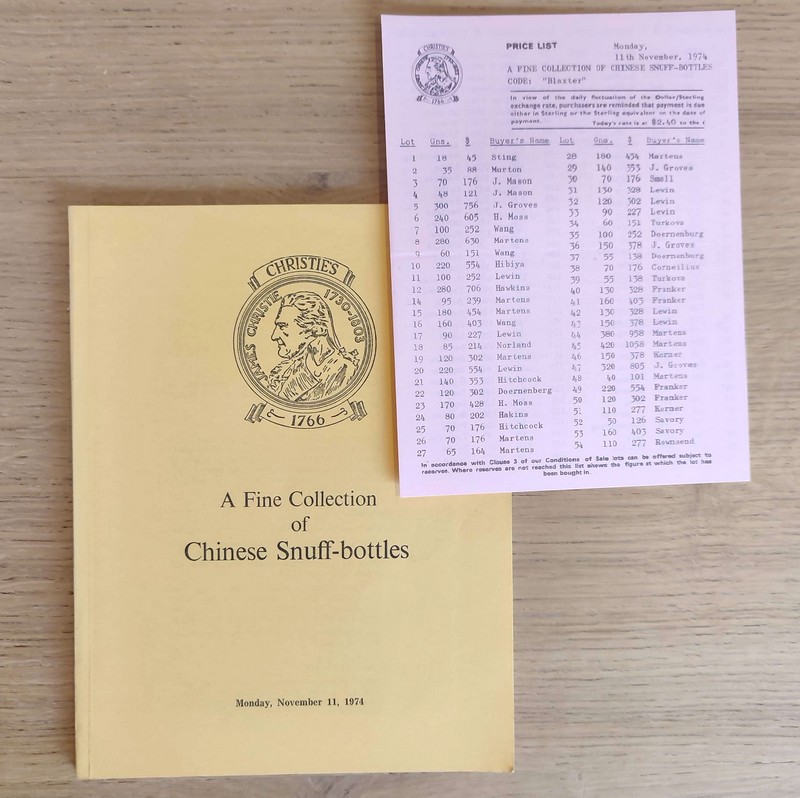 CHRISTIE'S
JAMES CHRISTIE 1730-1803
1766
A Fine Collection
of
Chinese Snuff-bottles
Monday, November 11, 1974
CHRISTIE'S
1766
PRICE LIST Monday,
11th November, 1974
A FINE COLLECTION OF CHINESE SNUFF-BOTTLES
CODE: "Blaxter"
In view of the daily fluctuation of the Dollar/Sterling
exchange rate, purchasers are reminded that payment is due
either in Sterling or the Sterling equivalent on the date of
payment. Today's rate is at $2.40 to the £
Lot Gns. $ Buyer's Name Lot Gns. $ Buyer's Name
1 18 45 Sting 28 180 454 Martens
2 35 88 Murton 29 140 353 J. Groves
3 70 176 J. Mason 30 70 176 Small
4 48 121 J. Mason 31 130 328 Lewin
5 300 756 J. Groves 32 120 302 Lewin
6 240 605 H. Moss 33 90 227 Lewin
7 100 252 Wang 34 60 151 Turkova
8 280 630 Martens 35 100 252 Doernenburg
9 60 151 Wang 36 150 378 J. Groves
10 220 554 Hibiya 37 55 138 Doernenburg
11 100 252 Lewin 38 70 176 Corneilius
12 280 706 Hawkins 39 55 138 Turkova
14 95 239 Martens 40 130 328 Franker
15 180 454 Martens 41 160 403 Franker
16 160 403 Wang 42 130 328 Lewin
17 90 227 Lewin 43 150 378 Lewin
18 85 214 Norland 44 380 958 Martens
19 120 302 Martens 45 420 1058 Martens
20 220 554 Lewin 46 150 378 Korner
21 140 353 Hitchcock 47 320 805 J. Groves
22 120 302 Doernenberg 48 40 101 Martens
23 170 428 H. Moss 49 220 554 Franker
24 80 202 Hakins 50 120 302 Franker
25 70 176 Hitchcock 51 110 277 Kerner
26 70 176 Martens 52 50 126 Savory
27 65 164 Martens 53 160 403 Savory
54 110 277 Rownsend
In accordance with Clause 3 of our Conditions of Sale lots can be offered subject to
reserves. Where reserves are not reached this list shews the figure at which the lot has
been bought in.